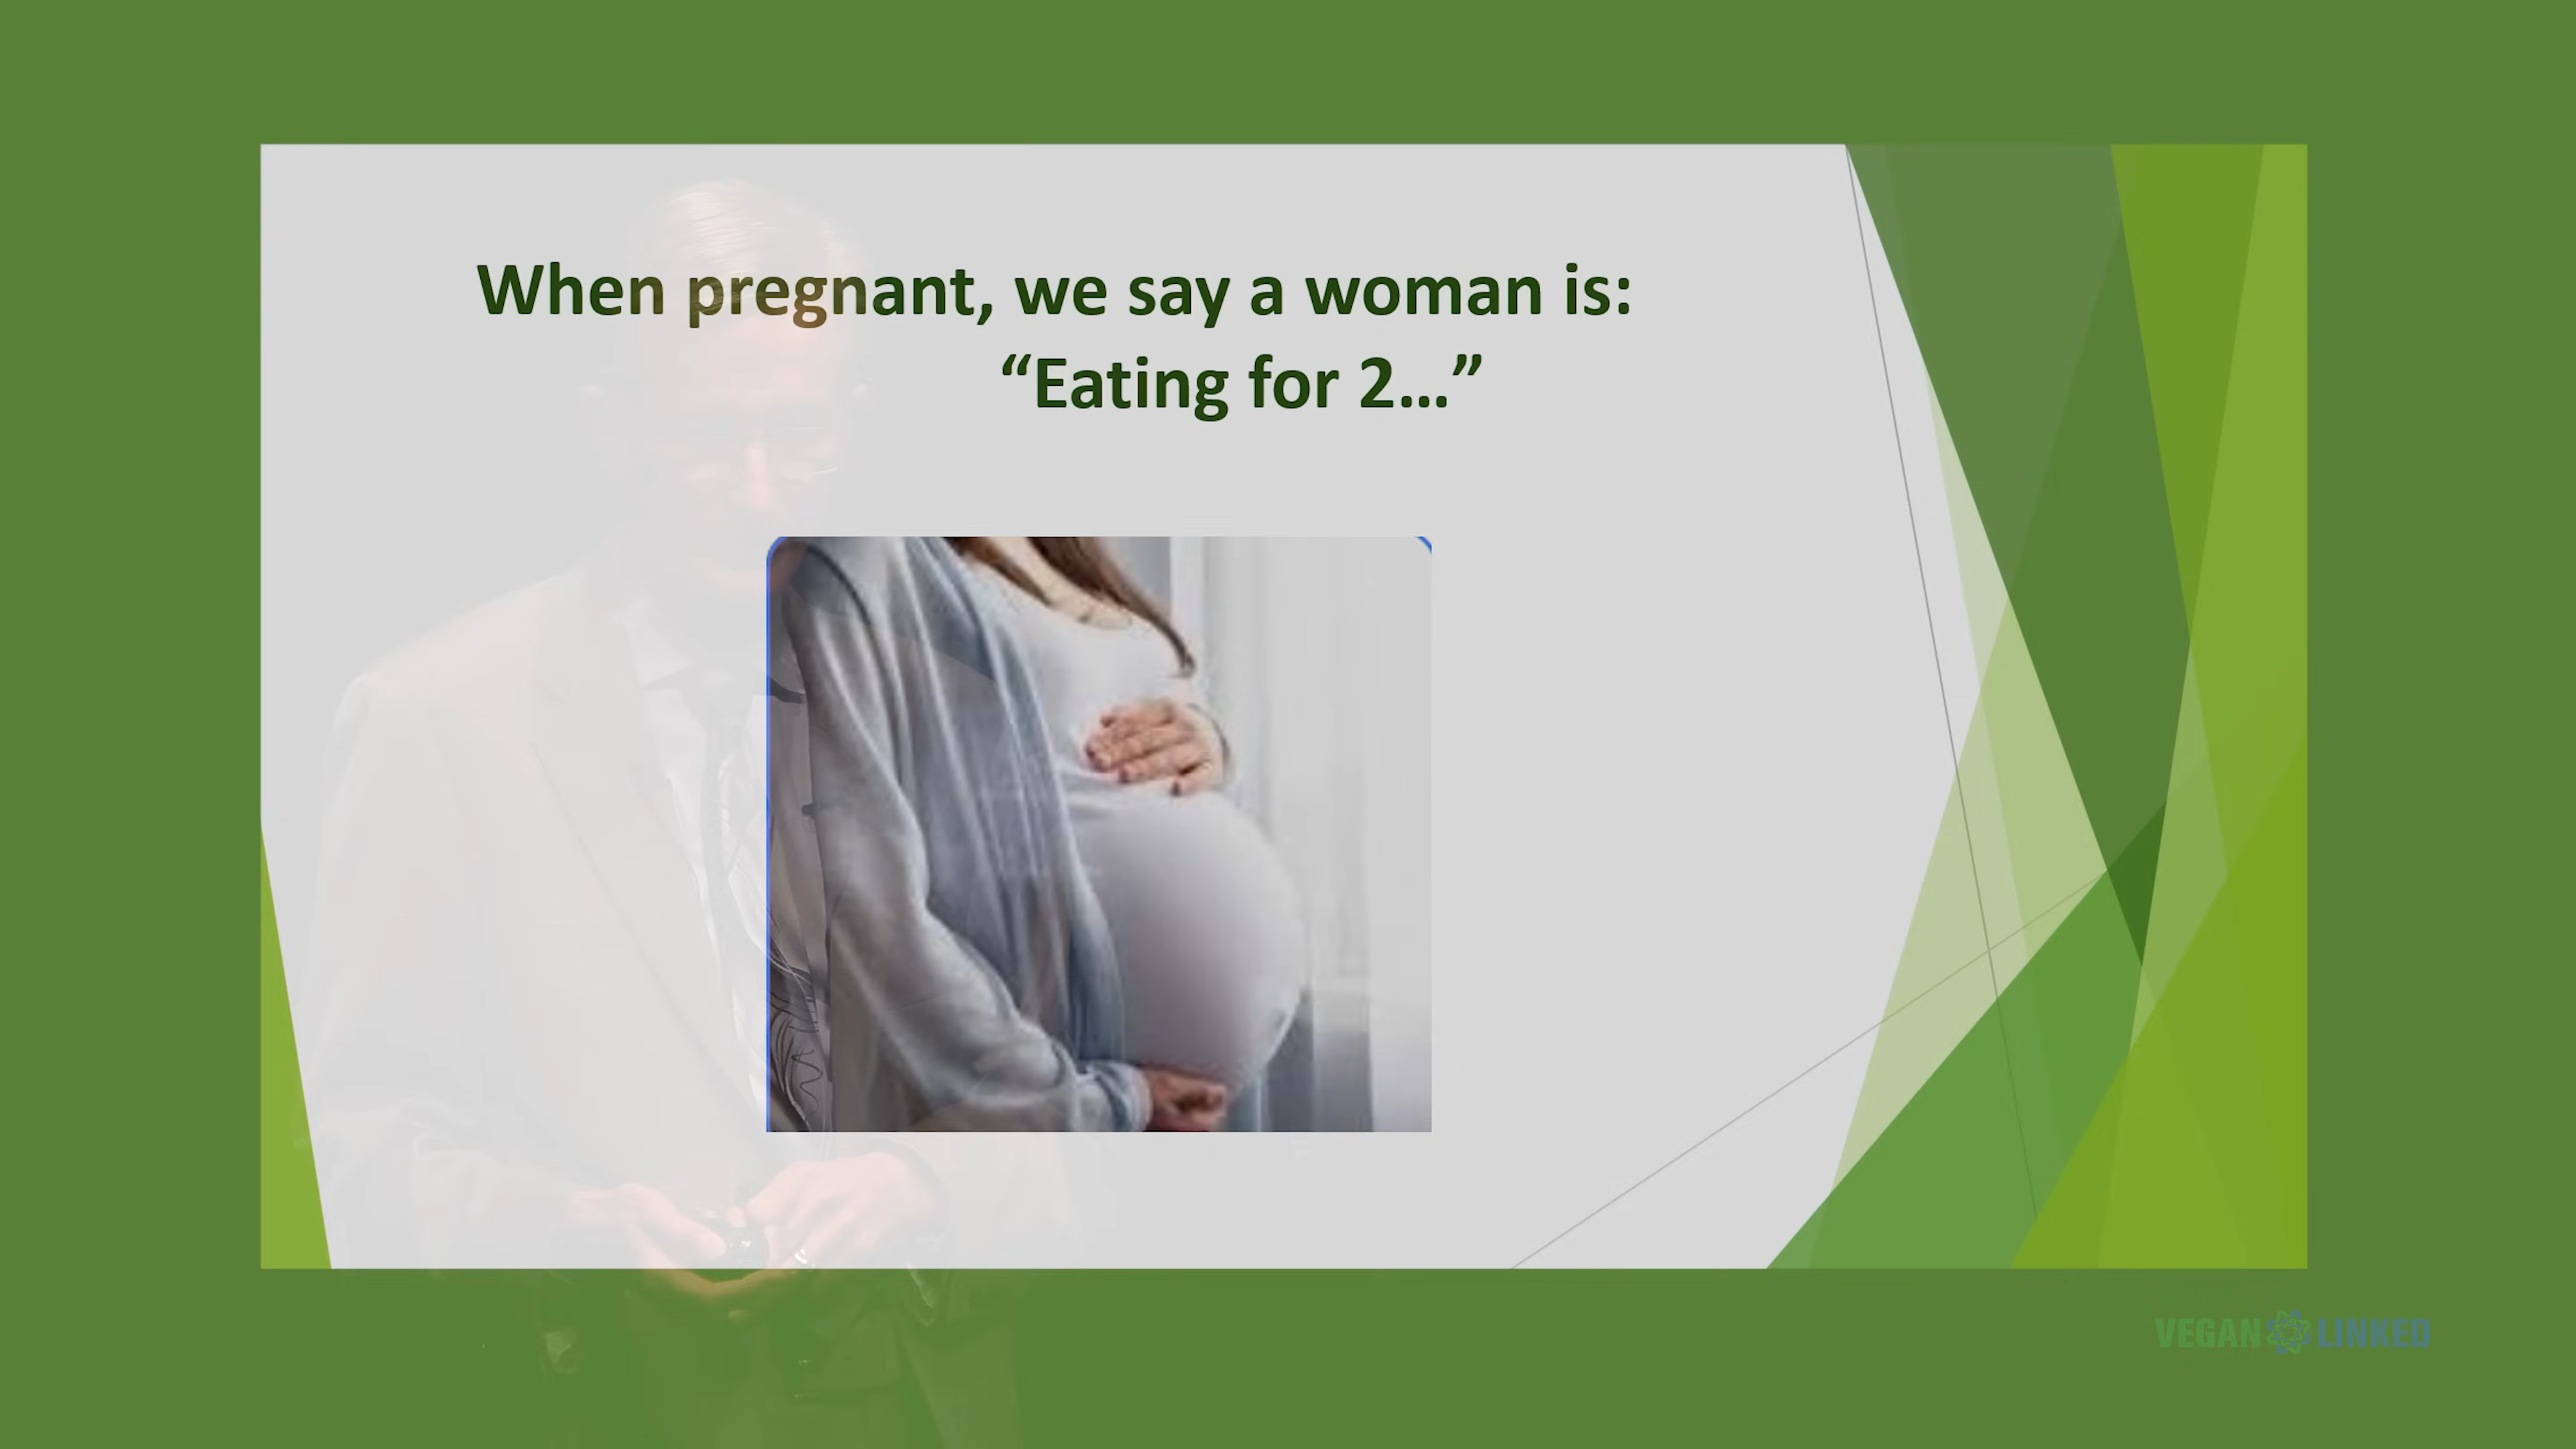 When pregnant, we say a woman is:
“Eating for 2…”
VEGAN LINKED